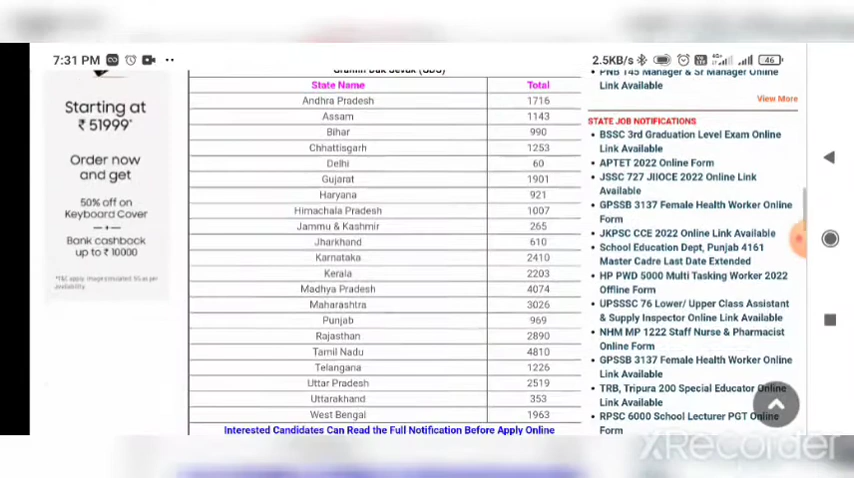 7:31 PM
2.5KB/s
46
Starting at
₹ 51999*
Order now
and get
50% off on
Keyboard Cover
Bank cashback
up to ₹ 10000
Gramin Dak Sevak (GDS)
State Name Total
Andhra Pradesh 1716
Assam 1143
Bihar 990
Chhattisgarh 1253
Delhi 60
Gujarat 1901
Haryana 921
Himachala Pradesh 1007
Jammu & Kashmir 265
Jharkhand 610
Karnataka 2410
Kerala 2203
Madhya Pradesh 4074
Maharashtra 3026
Punjab 969
Rajasthan 2890
Tamil Nadu 4810
Telangana 1226
Uttar Pradesh 2519
Uttarakhand 353
West Bengal 1963
Interested Candidates Can Read the Full Notification Before Apply Online
PNB 145 Manager & Sr Manager Online
Link Available
View More
STATE JOB NOTIFICATIONS
BSSC 3rd Graduation Level Exam Online
Link Available
APTET 2022 Online Form
JSSC 727 JIIOCE 2022 Online Link
Available
GPSSB 3137 Female Health Worker Online
Form
JKPSC CCE 2022 Online Link Available
School Education Dept, Punjab 4161
Master Cadre Last Date Extended
HP PWD 5000 Multi Tasking Worker 2022
Offline Form
UPSSSC 76 Lower/ Upper Class Assistant
& Supply Inspector Online Link Available
NHM MP 1222 Staff Nurse & Pharmacist
Online Form
GPSSB 3137 Female Health Worker Online
Link Available
TRB, Tripura 200 Special Educator Online
Link Available
RPSC 6000 School Lecturer PGT Online
Form
XRecorder